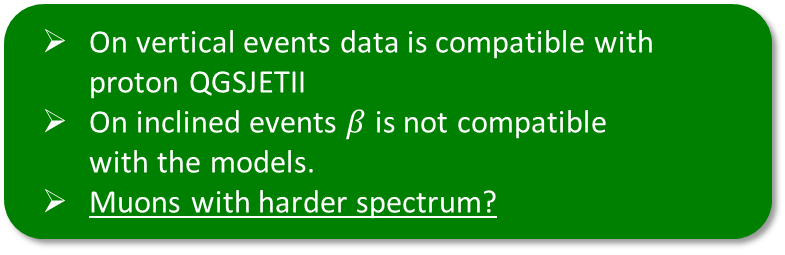 ➢ On vertical events data is compatible with
proton QGSJETII
➢ On inclined events β is not compatible
with the models.
➢ Muons with harder spectrum?